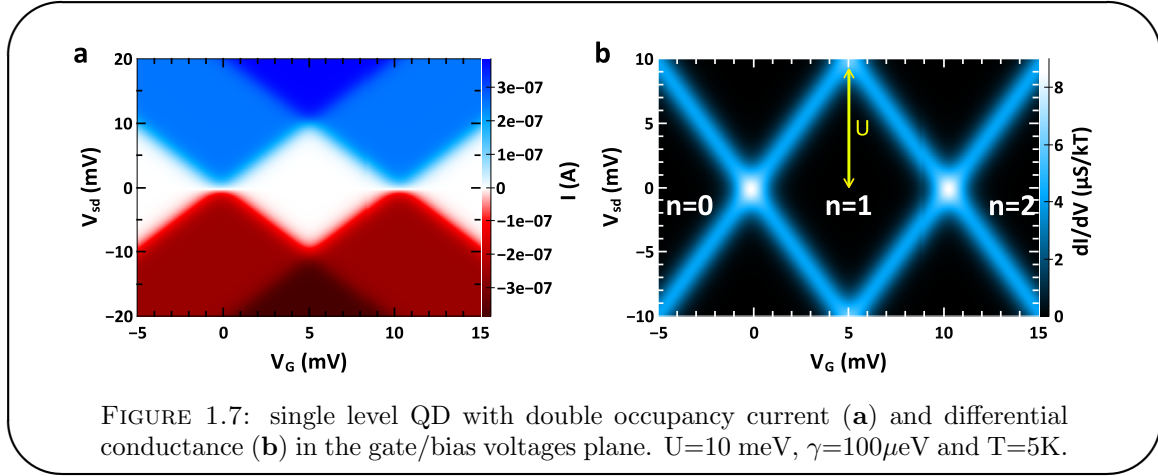 a
20
10
0
−10
−20
V_sd (mV)
−5
0
5
10
15
V_G (mV)
3e−07
2e−07
1e−07
0
−1e−07
−2e−07
−3e−07
I (A)
b
10
5
0
−5
−10
V_sd (mV)
U
n=0
n=1
n=2
−5
0
5
10
15
V_G (mV)
8
6
4
2
0
dI/dV (μS/kT)
FIGURE 1.7: single level QD with double occupancy current (a) and differential
conductance (b) in the gate/bias voltages plane. U=10 meV, γ=100μeV and T=5K.